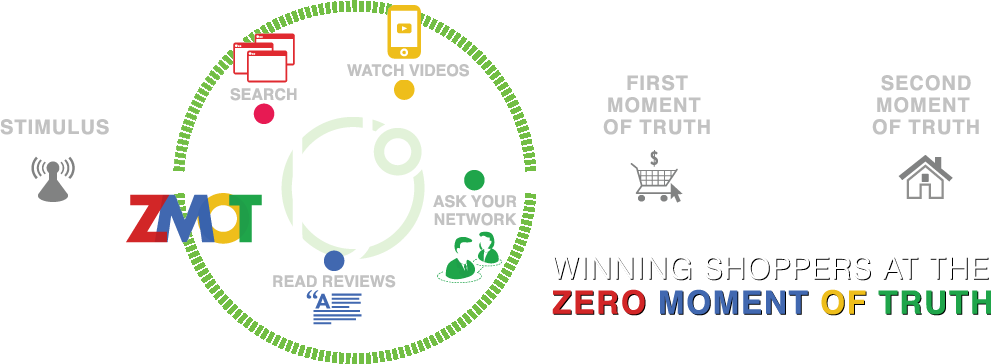 STIMULUS
SEARCH
WATCH VIDEOS
ZMOT
ASK YOUR
NETWORK
READ REVIEWS
“A
FIRST
MOMENT
OF TRUTH
$
SECOND
MOMENT
OF TRUTH
WINNING SHOPPERS AT THE
ZERO MOMENT OF TRUTH